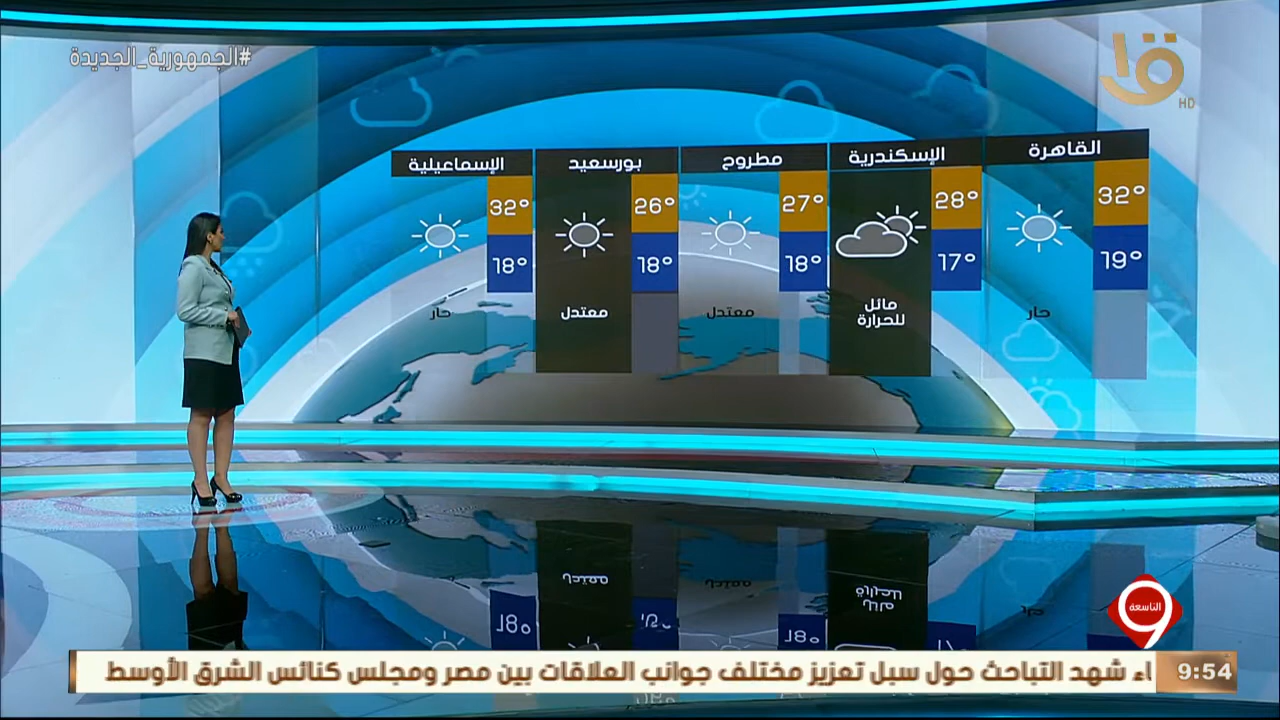 #الجمهورية_الجديدة
HD
القاهرة
32°
19°
حار
الإسكندرية
28°
17°
مائل
للحرارة
مطروح
27°
18°
معتدل
بورسعيد
26°
18°
معتدل
الإسماعيلية
32°
18°
حار
التاسعة
9
9:54
اء شهد التباحث حول سبل تعزيز مختلف جوانب العلاقات بين مصر ومجلس كنائس الشرق الأوسط